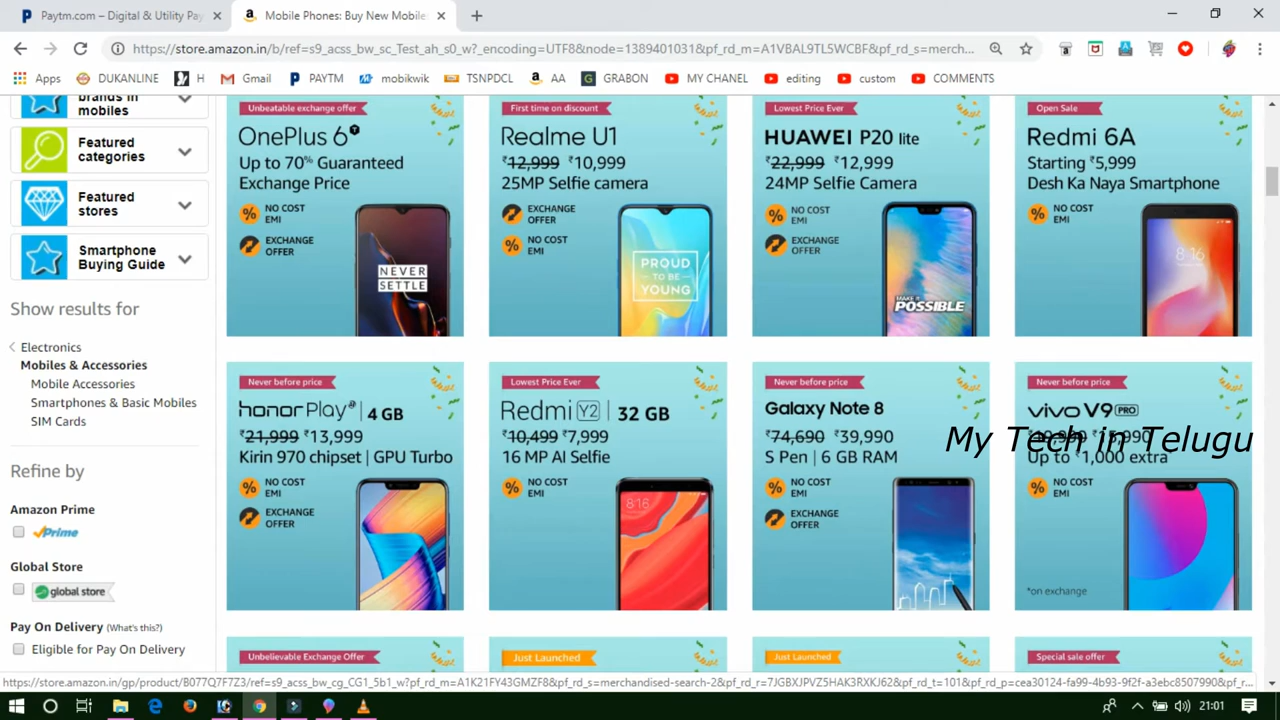 Paytm.com – Digital & Utility Pay
Mobile Phones: Buy New Mobile
https://store.amazon.in/b/ref=s9_acss_bw_sc_Test_ah_s0_w?_encoding=UTF8&node=1389401031&pf_rd_m=A1VBAL9TL5WCBF&pf_rd_s=merch...
Apps DUKANLINE H Gmail PAYTM mobikwik TSNPDCL AA GRABON MY CHANEL editing custom COMMENTS
brands in
mobiles
Featured
categories
Featured
stores
Smartphone
Buying Guide
Show results for
Electronics
Mobiles & Accessories
Mobile Accessories
Smartphones & Basic Mobiles
SIM Cards
Refine by
Amazon Prime
Prime
Global Store
global store
Pay On Delivery (What's this?)
Eligible for Pay On Delivery
Unbeatable exchange offer
OnePlus 6T
Up to 70% Guaranteed
Exchange Price
NO COST
EMI
EXCHANGE
OFFER
NEVER
SETTLE
First time on discount
Realme U1
₹12,999 ₹10,999
25MP Selfie camera
EXCHANGE
OFFER
NO COST
EMI
PROUD
TO BE
YOUNG
Lowest Price Ever
HUAWEI P20 lite
₹22,999 ₹12,999
24MP Selfie Camera
NO COST
EMI
EXCHANGE
OFFER
MAKE IT
POSSIBLE
Open Sale
Redmi 6A
Starting ₹5,999
Desh Ka Naya Smartphone
NO COST
EMI
8:16
Never before price
honor Play | 4 GB
₹21,999 ₹13,999
Kirin 970 chipset | GPU Turbo
NO COST
EMI
EXCHANGE
OFFER
Lowest Price Ever
Redmi Y2 | 32 GB
₹10,499 ₹7,999
16 MP AI Selfie
NO COST
EMI
8:18
Never before price
Galaxy Note 8
₹74,690 ₹39,990
S Pen | 6 GB RAM
NO COST
EMI
EXCHANGE
OFFER
Never before price
vivo V9 PRO
My Tech in Telugu
Up to ₹1,000 extra
NO COST
EMI
*on exchange
Unbelievable Exchange Offer
Just Launched
Just Launched
Special sale offer
https://store.amazon.in/gp/product/B077Q7F7Z3/ref=s9_acss_bw_cg_CG1_5b1_w?pf_rd_m=A1K21FY43GMZF8&pf_rd_s=merchandised-search-2&pf_rd_r=7JGBXJPVZ5HAK3RXKJ62&pf_rd_t=101&pf_rd_p=cea30124-fa99-4b93-9f2f-a3ebc8507990&pf_r...
21:01